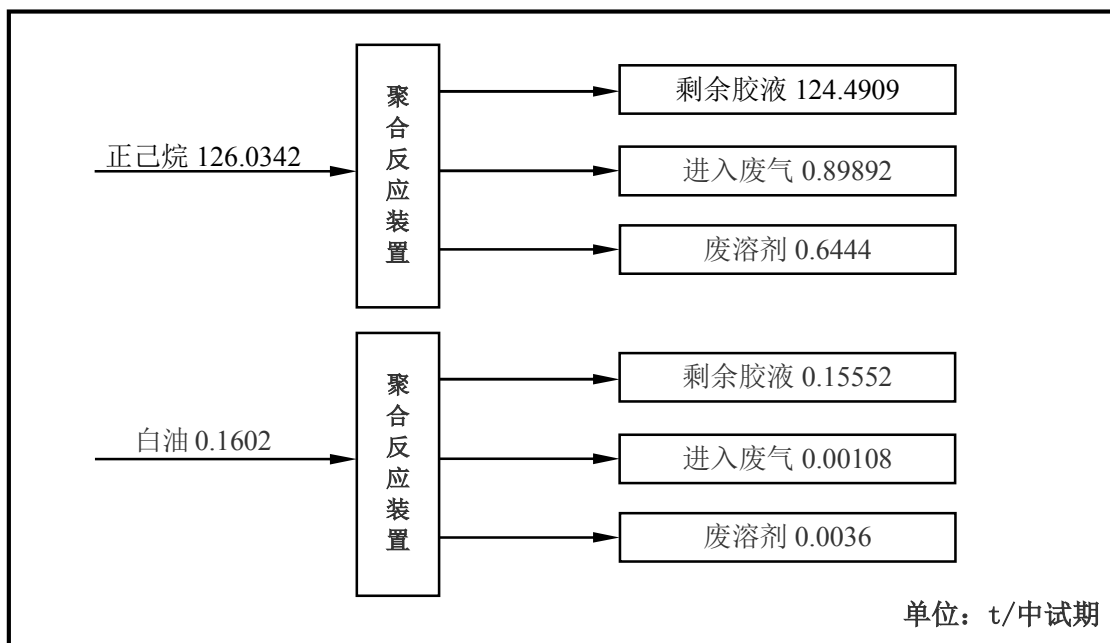 正己烷 126.0342
聚合反应装置
剩余胶液 124.4909
进入废气 0.89892
废溶剂 0.6444
白油 0.1602
聚合反应装置
剩余胶液 0.15552
进入废气 0.00108
废溶剂 0.0036
单位：t/中试期